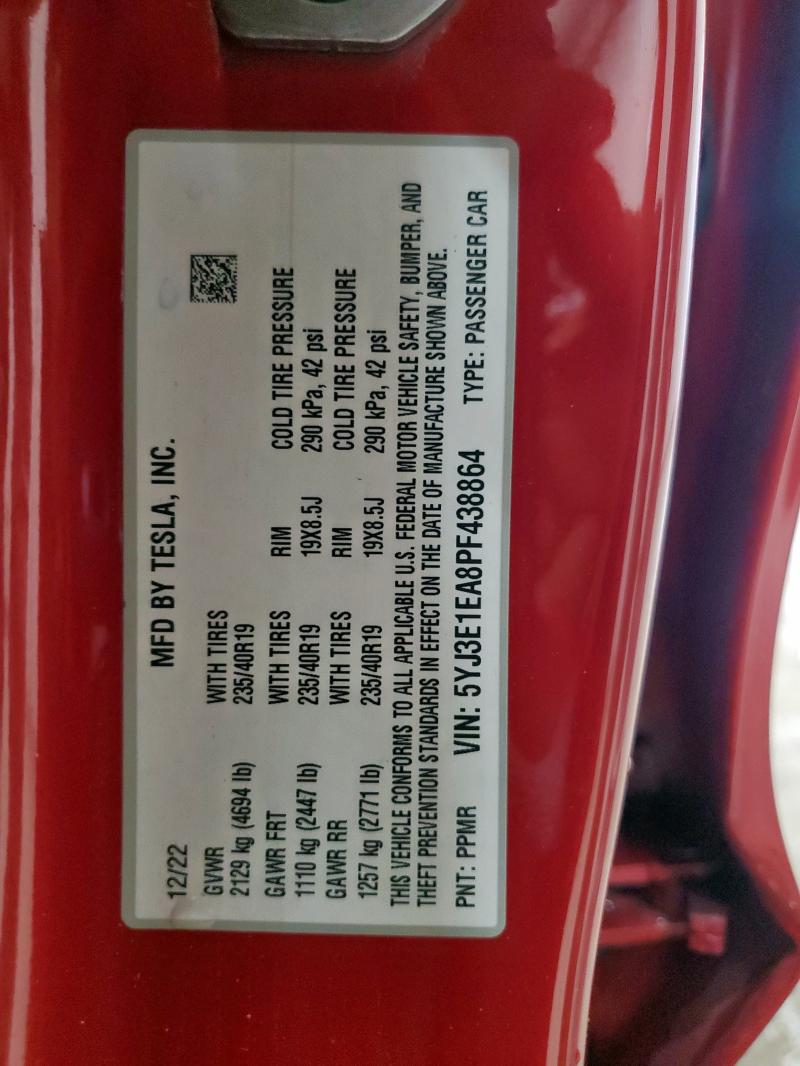 12/22 MFD BY TESLA, INC.
GVWR WITH TIRES
2129 kg (4694 lb) 235/40R19
GAWR FRT WITH TIRES RIM COLD TIRE PRESSURE
1110 kg (2447 lb) 235/40R19 19X8.5J 290 kPa, 42 psi
GAWR RR WITH TIRES RIM COLD TIRE PRESSURE
1257 kg (2771 lb) 235/40R19 19X8.5J 290 kPa, 42 psi
THIS VEHICLE CONFORMS TO ALL APPLICABLE U.S. FEDERAL MOTOR VEHICLE SAFETY, BUMPER, AND
THEFT PREVENTION STANDARDS IN EFFECT ON THE DATE OF MANUFACTURE SHOWN ABOVE.
PNT: PPMR VIN: 5YJ3E1EA8PF438864 TYPE: PASSENGER CAR